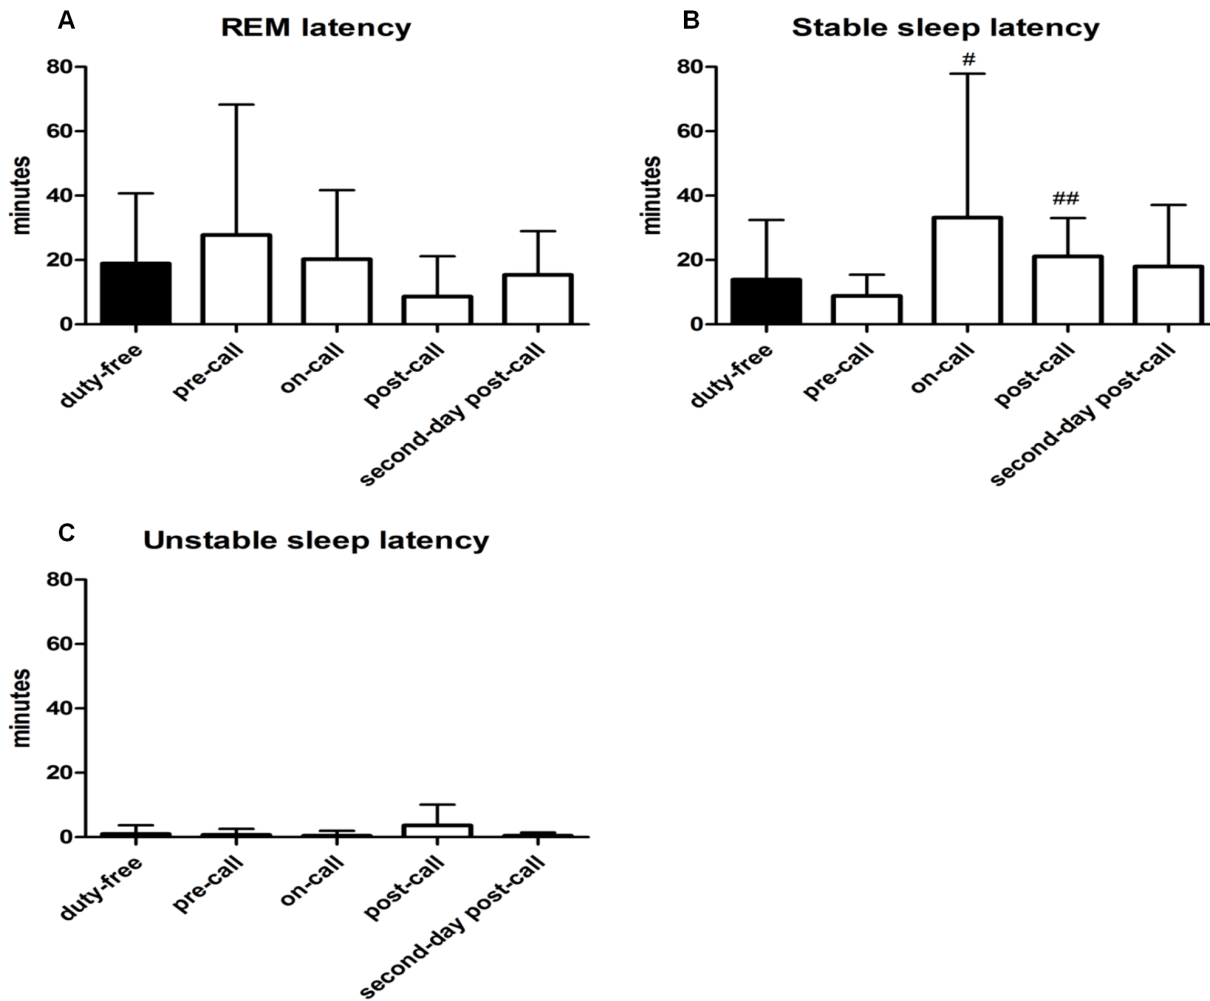 A
REM latency
80
60
40
20
0
minutes
duty-free
pre-call
on-call
post-call
second-day post-call
B
Stable sleep latency
80
60
40
20
0
minutes
#
##
duty-free
pre-call
on-call
post-call
second-day post-call
C
Unstable sleep latency
80
60
40
20
0
minutes
duty-free
pre-call
on-call
post-call
second-day post-call